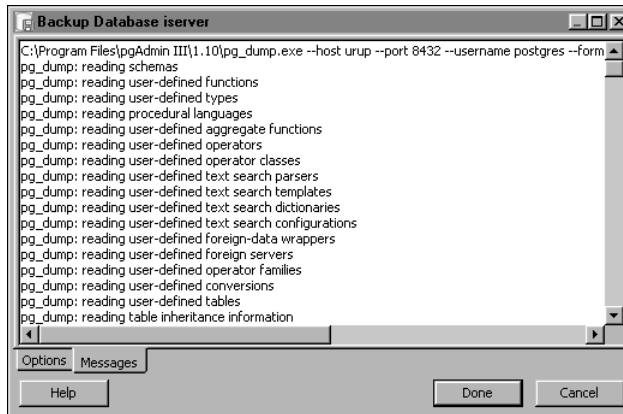 Backup Database iserver
C:\Program Files\pgAdmin III\1.10\pg_dump.exe --host urup --port 8432 --username postgres --form
pg_dump: reading schemas
pg_dump: reading user-defined functions
pg_dump: reading user-defined types
pg_dump: reading procedural languages
pg_dump: reading user-defined aggregate functions
pg_dump: reading user-defined operators
pg_dump: reading user-defined operator classes
pg_dump: reading user-defined text search parsers
pg_dump: reading user-defined text search templates
pg_dump: reading user-defined text search dictionaries
pg_dump: reading user-defined text search configurations
pg_dump: reading user-defined foreign-data wrappers
pg_dump: reading user-defined foreign servers
pg_dump: reading user-defined operator families
pg_dump: reading user-defined conversions
pg_dump: reading user-defined tables
pg_dump: reading table inheritance information
Options Messages
Help Done Cancel